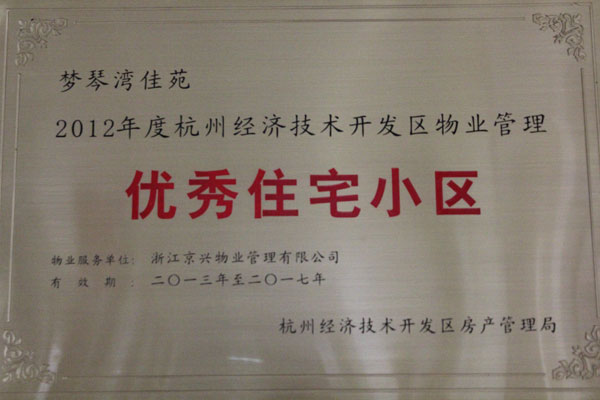 梦琴湾佳苑
2012年度杭州经济技术开发区物业管理
优秀住宅小区
物业服务单位: 浙江京兴物业管理有限公司
有效期: 二〇一三年至二〇一七年
杭州经济技术开发区房产管理局